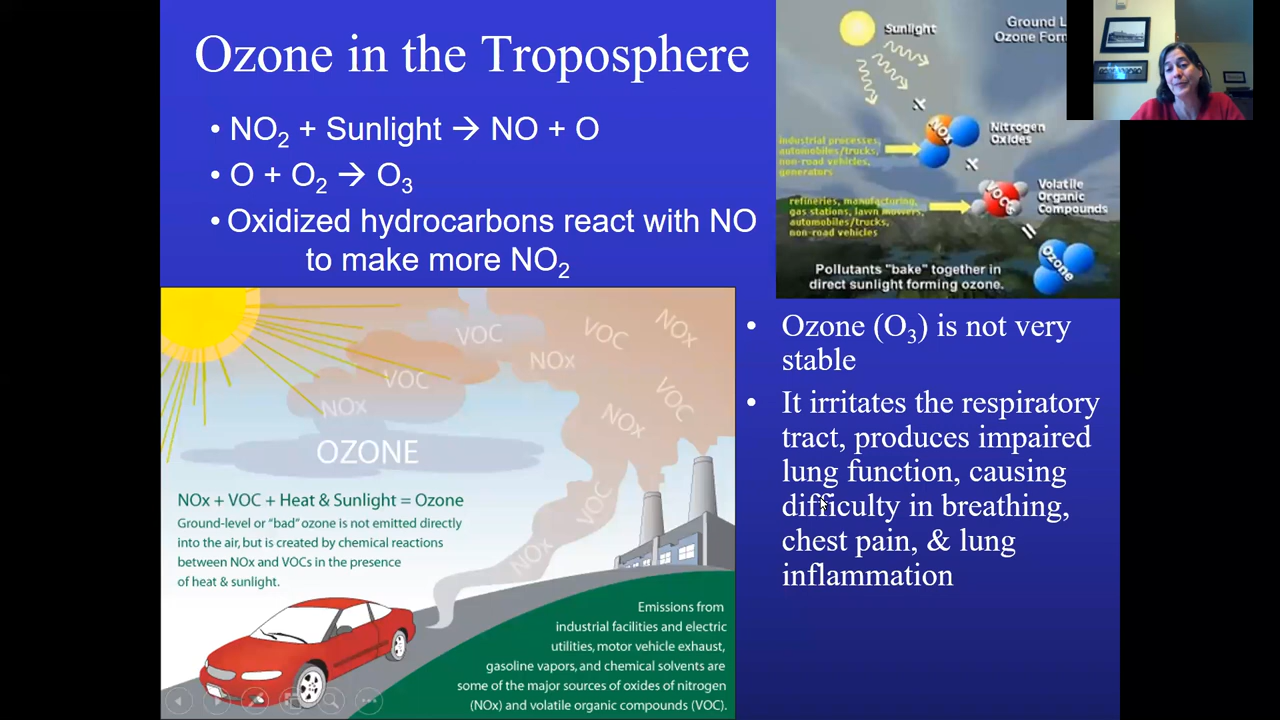 Ozone in the Troposphere
• NO₂ + Sunlight → NO + O
• O + O₂ → O₃
• Oxidized hydrocarbons react with NO
to make more NO₂
Sunlight
Ground L
Ozone Form
NOx
Nitrogen
Oxides
industrial processes,
automobiles/trucks,
non-road vehicles,
generators
VOCs
Volatile
Organic
Compounds
refineries, manufacturing,
gas stations, lawn mowers,
automobiles/trucks,
non-road vehicles
Ozone
Pollutants "bake" together in
direct sunlight forming ozone.
VOC
VOC
NOx
NOx
VOC
VOC
NOx
NOx
VOC
NOx
OZONE
NOx + VOC + Heat & Sunlight = Ozone
Ground-level or "bad" ozone is not emitted directly
into the air, but is created by chemical reactions
between NOx and VOCs in the presence
of heat & sunlight.
Emissions from
industrial facilities and electric
utilities, motor vehicle exhaust,
gasoline vapors, and chemical solvents are
some of the major sources of oxides of nitrogen
(NOx) and volatile organic compounds (VOC).
• Ozone (O₃) is not very
stable
• It irritates the respiratory
tract, produces impaired
lung function, causing
difficulty in breathing,
chest pain, & lung
inflammation